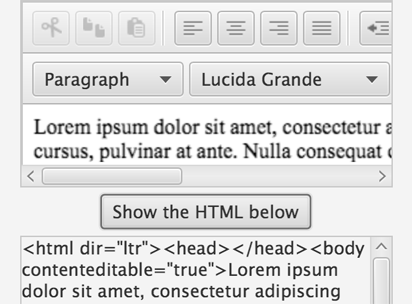 Paragraph Lucida Grande
Lorem ipsum dolor sit amet, consectetur a
cursus, pulvinar at ante. Nulla consequat
Show the HTML below
<html dir="ltr"><head></head><body
contenteditable="true">Lorem ipsum
dolor sit amet, consectetur adipiscing